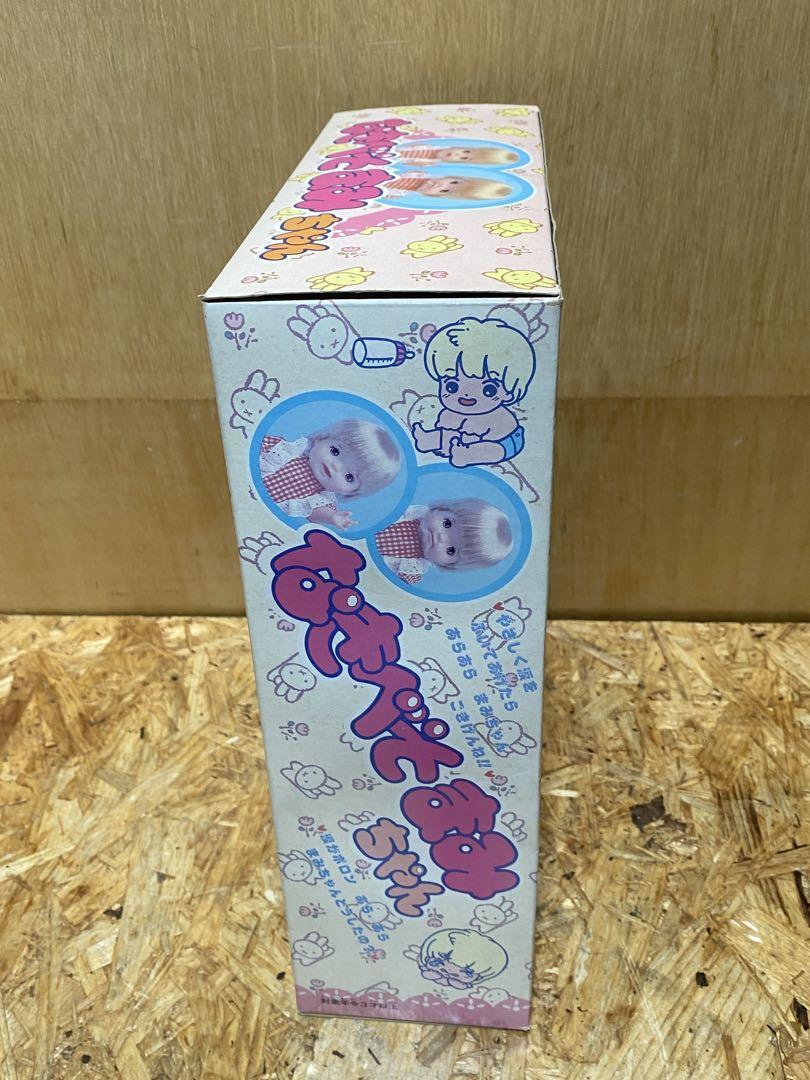 なきべそ まみ
ちゃん
なきべそ まみ
ちゃん
やさしく涙を
ふいてあげたら
あらあら まみちゃん
ごきげんね!!
涙がポロン あらあら
まみちゃんどうしたの?